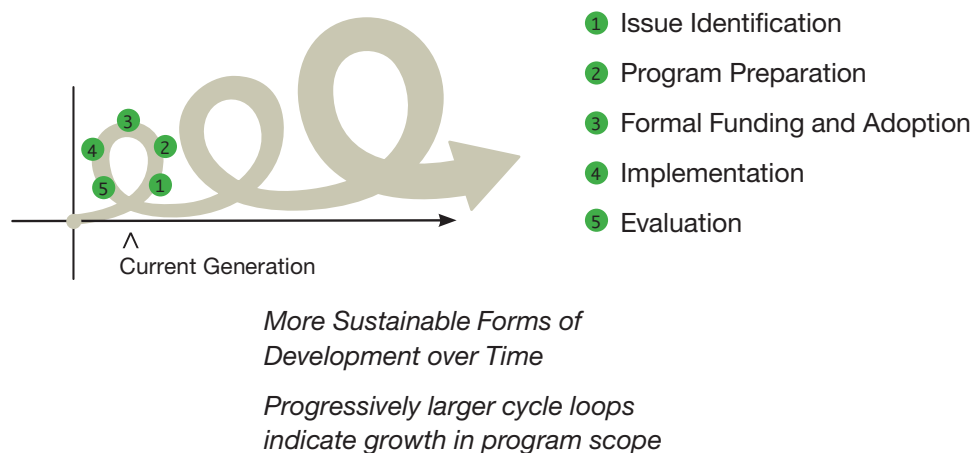 1 Issue Identification
2 Program Preparation
3 Formal Funding and Adoption
4 Implementation
5 Evaluation
3
4
2
5
1
^
Current Generation
More Sustainable Forms of
Development over Time
Progressively larger cycle loops
indicate growth in program scope